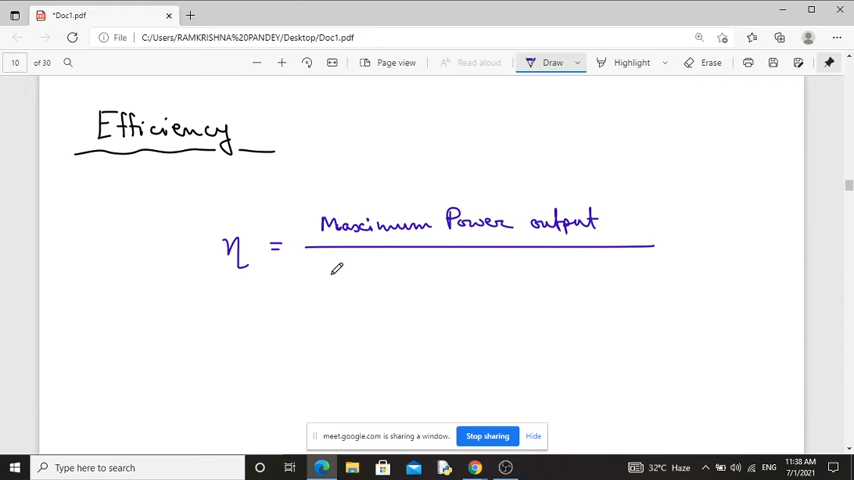 *Doc1.pdf
File C:/Users/RAMKRISHNA%20PANDEY/Desktop/Doc1.pdf
10 of 30 Page view Read aloud Draw Highlight Erase
Efficiency
Maximum Power output
η =
meet.google.com is sharing a window. Stop sharing Hide
Type here to search
32°C Haze ENG
11:38 AM
7/1/2021